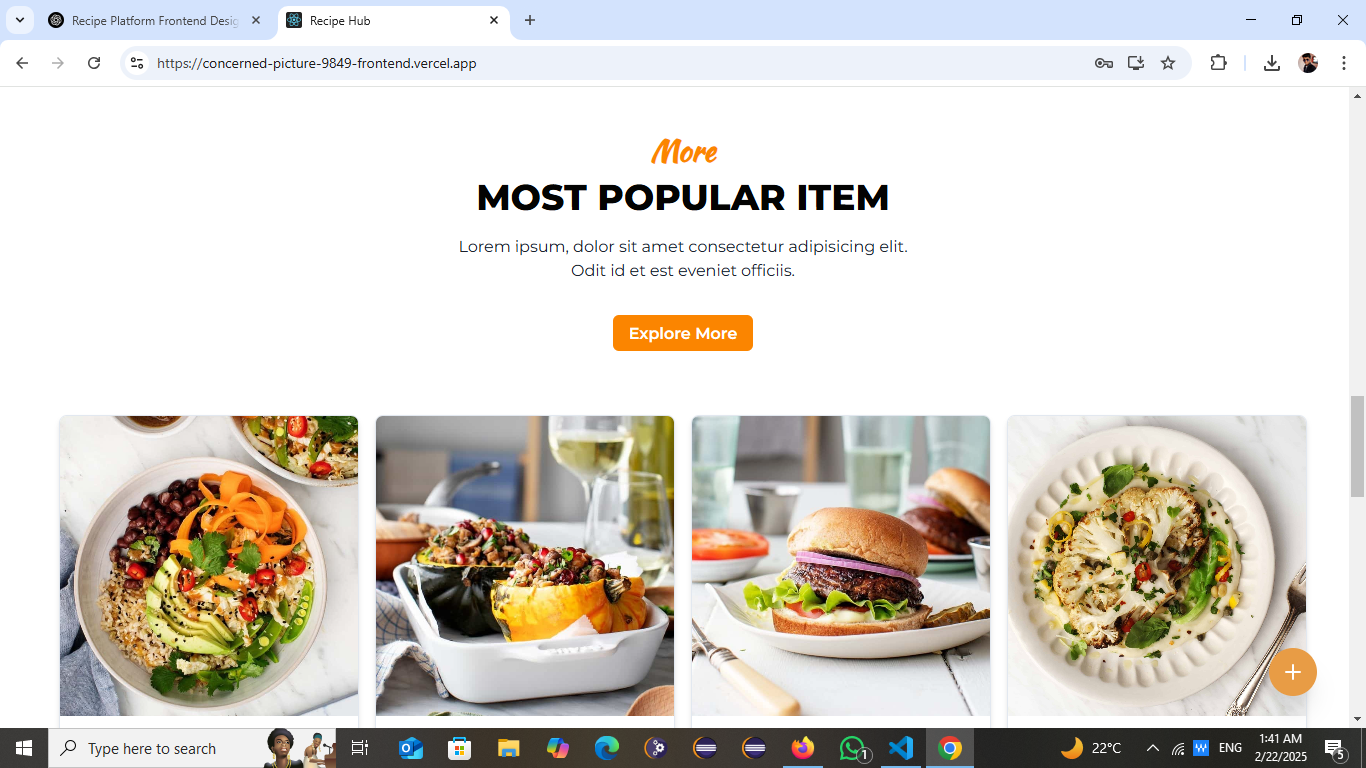 Recipe Platform Frontend Desig
Recipe Hub
https://concerned-picture-9849-frontend.vercel.app
More
MOST POPULAR ITEM
Lorem ipsum, dolor sit amet consectetur adipisicing elit.
Odit id et est eveniet officiis.
Explore More
Type here to search
1
22°C
W
ENG
1:41 AM
2/22/2025
5